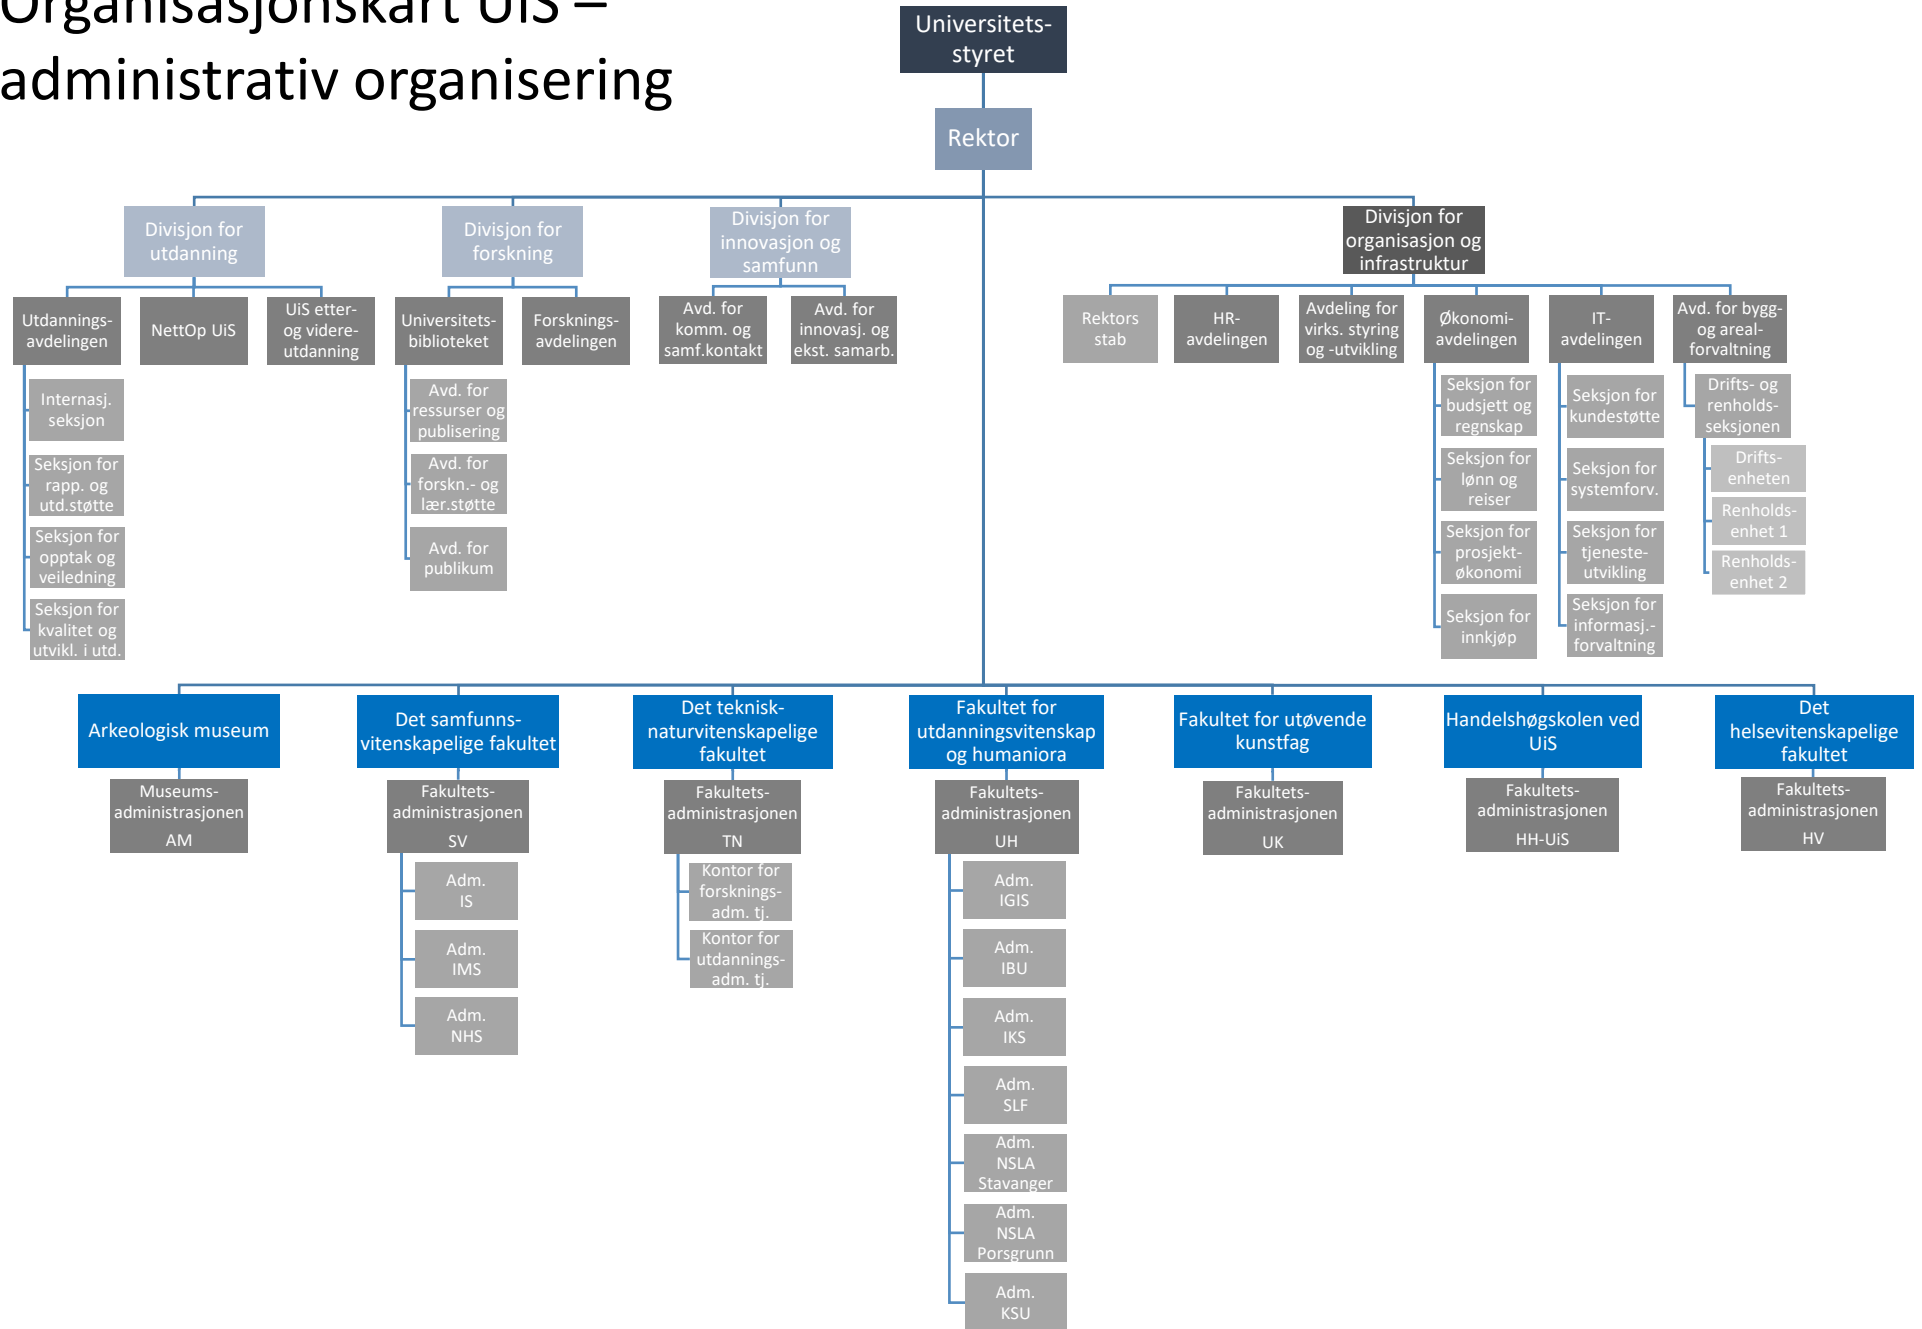 Organisasjonskart UiS –
administrativ organisering
Universitets-
styret
Rektor
Divisjon for
utdanning
Divisjon for
forskning
Divisjon for
innovasjon og
samfunn
Divisjon for
organisasjon og
infrastruktur
Utdannings-
avdelingen
NettOp UiS
UiS etter-
og videre-
utdanning
Universitets-
biblioteket
Forsknings-
avdelingen
Avd. for
komm. og
samf.kontakt
Avd. for
innovasj. og
ekst. samarb.
Rektors
stab
HR-
avdelingen
Avdeling for
virks. styring
og -utvikling
Økonomi-
avdelingen
IT-
avdelingen
Avd. for bygg-
og areal-
forvaltning
Internasj.
seksjon
Seksjon for
rapp. og
utd.støtte
Seksjon for
opptak og
veiledning
Seksjon for
kvalitet og
utvikl. i utd.
Avd. for
ressurser og
publisering
Avd. for
forskn.- og
lær.støtte
Avd. for
publikum
Seksjon for
budsjett og
regnskap
Seksjon for
lønn og
reiser
Seksjon for
prosjekt-
økonomi
Seksjon for
innkjøp
Seksjon for
kundestøtte
Seksjon for
systemforv.
Seksjon for
tjeneste-
utvikling
Seksjon for
informasj.-
forvaltning
Drifts- og
renholds-
seksjonen
Drifts-
enheten
Renholds-
enhet 1
Renholds-
enhet 2
Arkeologisk museum
Det samfunns-
vitenskapelige fakultet
Det teknisk-
naturvitenskapelige
fakultet
Fakultet for
utdanningsvitenskap
og humaniora
Fakultet for utøvende
kunstfag
Handelshøgskolen ved
UiS
Det
helsevitenskapelige
fakultet
Museums-
administrasjonen
AM
Fakultets-
administrasjonen
SV
Fakultets-
administrasjonen
TN
Fakultets-
administrasjonen
UH
Fakultets-
administrasjonen
UK
Fakultets-
administrasjonen
HH-UiS
Fakultets-
administrasjonen
HV
Adm.
IS
Adm.
IMS
Adm.
NHS
Kontor for
forsknings-
adm. tj.
Kontor for
utdannings-
adm. tj.
Adm.
IGIS
Adm.
IBU
Adm.
IKS
Adm.
SLF
Adm.
NSLA
Stavanger
Adm.
NSLA
Porsgrunn
Adm.
KSU